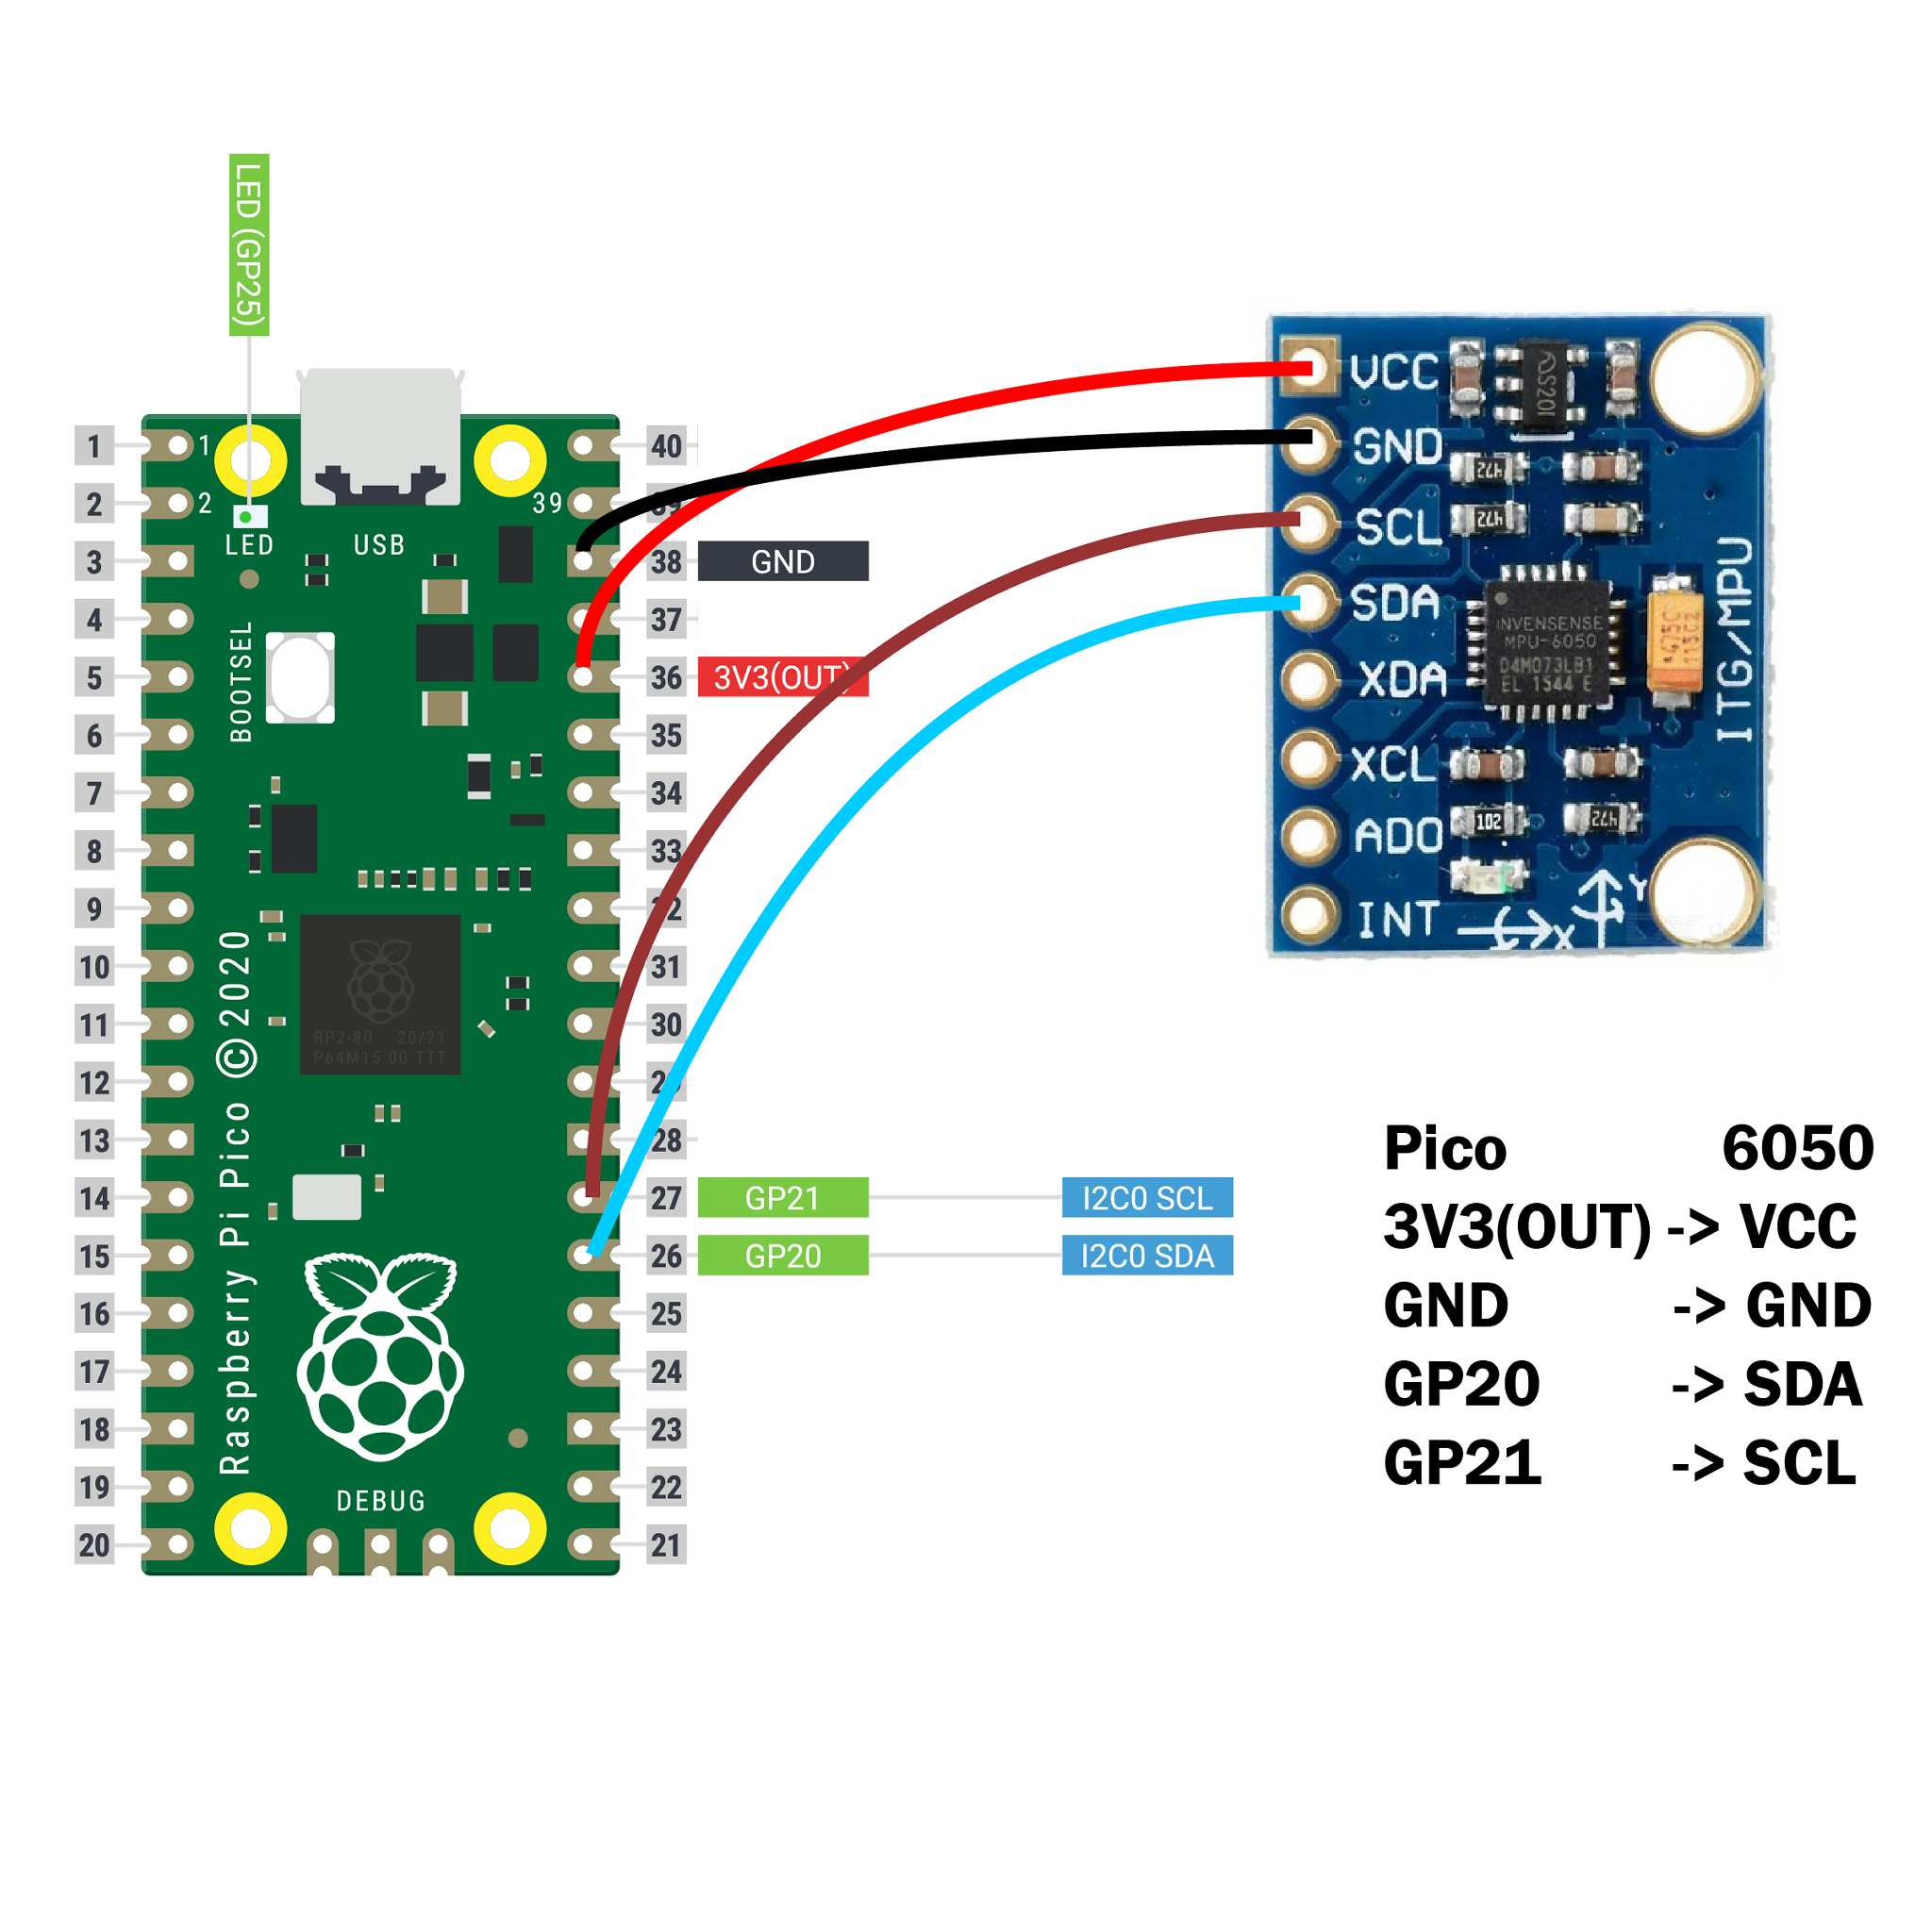 LED (GP25)
1
2
3
4
5
6
7
8
9
10
11
12
13
14
15
16
17
18
19
20
1
2
39
LED
USB
BOOTSEL
Raspberry Pi Pico ©2020
RP2-80 20/21
P64M15.00 TTT
DEBUG
40
39
38
37
36
35
34
33
32
31
30
29
28
27
26
25
24
23
22
21
GND
3V3(OUT)
GP21
I2C0 SCL
GP20
I2C0 SDA
VCC
GND
SCL
SDA
XDA
XCL
ADO
INT
472
472
INVENSENSE
MPU-6050
D4M073LB1
EL 1544 E
ITG/MPU
102
472
Y
X
Pico 6050
3V3(OUT) -> VCC
GND -> GND
GP20 -> SDA
GP21 -> SCL